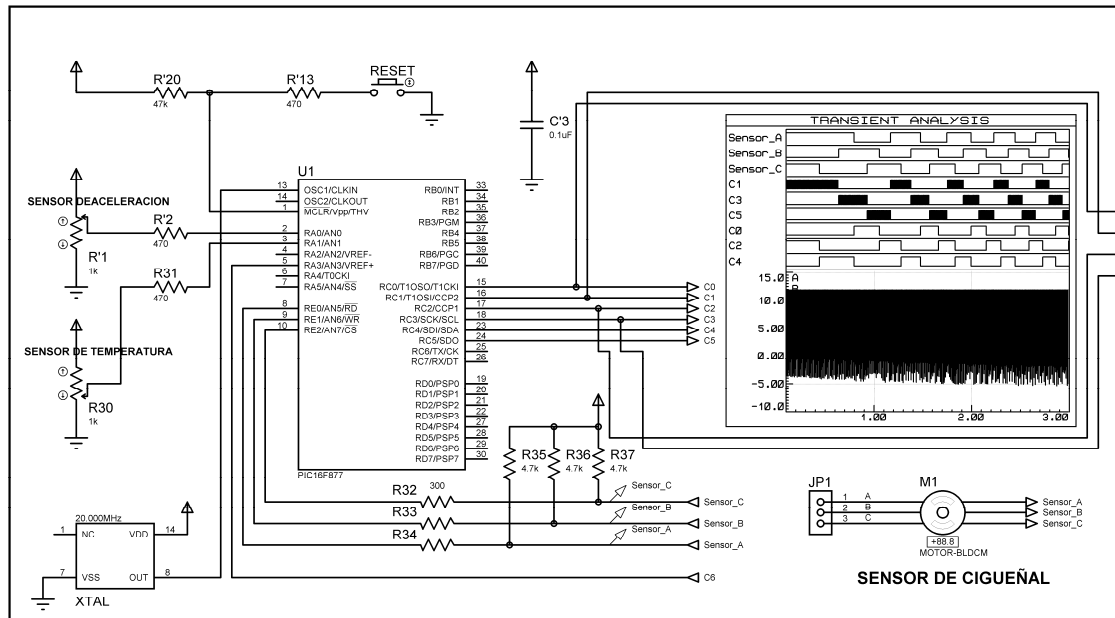 R'20
47k
R'13
470
RESET
C'3
0.1uF
U1
13 OSC1/CLKIN
14 OSC2/CLKOUT
1 MCLR/Vpp/THV
2 RA0/AN0
3 RA1/AN1
4 RA2/AN2/VREF-
5 RA3/AN3/VREF+
6 RA4/T0CKI
7 RA5/AN4/SS
8 RE0/AN5/RD
9 RE1/AN6/WR
10 RE2/AN7/CS
RB0/INT 33
RB1 34
RB2 35
RB3/PGM 36
RB4 37
RB5 38
RB6/PGC 39
RB7/PGD 40
RC0/T1OSO/T1CKI 15
RC1/T1OSI/CCP2 16
RC2/CCP1 17
RC3/SCK/SCL 18
RC4/SDI/SDA 23
RC5/SDO 24
RC6/TX/CK 25
RC7/RX/DT 26
RD0/PSP0 19
RD1/PSP1 20
RD2/PSP2 21
RD3/PSP3 22
RD4/PSP4 27
RD5/PSP5 28
RD6/PSP6 29
RD7/PSP7 30
PIC16F877
SENSOR DEACELERACION
R'1
1k
R'2
470
R31
470
SENSOR DE TEMPERATURA
R30
1k
C0
C1
C2
C3
C4
C5
TRANSIENT ANALYSIS
Sensor_A
Sensor_B
Sensor_C
C1
C3
C5
C0
C2
C4
15.0 A
B
10.0
5.00
0.00
-5.00
-10.0
1.00 2.00 3.00
R35
4.7k
R36
4.7k
R37
4.7k
R32
300
R33
R34
Sensor_C
Sensor_B
Sensor_A
Sensor_C
Sensor_B
Sensor_A
C6
20.000MHz
1 NC
VDD 14
7 VSS
OUT 8
XTAL
JP1
1 A
2 B
3 C
M1
+88.8
MOTOR-BLDCM
Sensor_A
Sensor_B
Sensor_C
SENSOR DE CIGUEÑAL